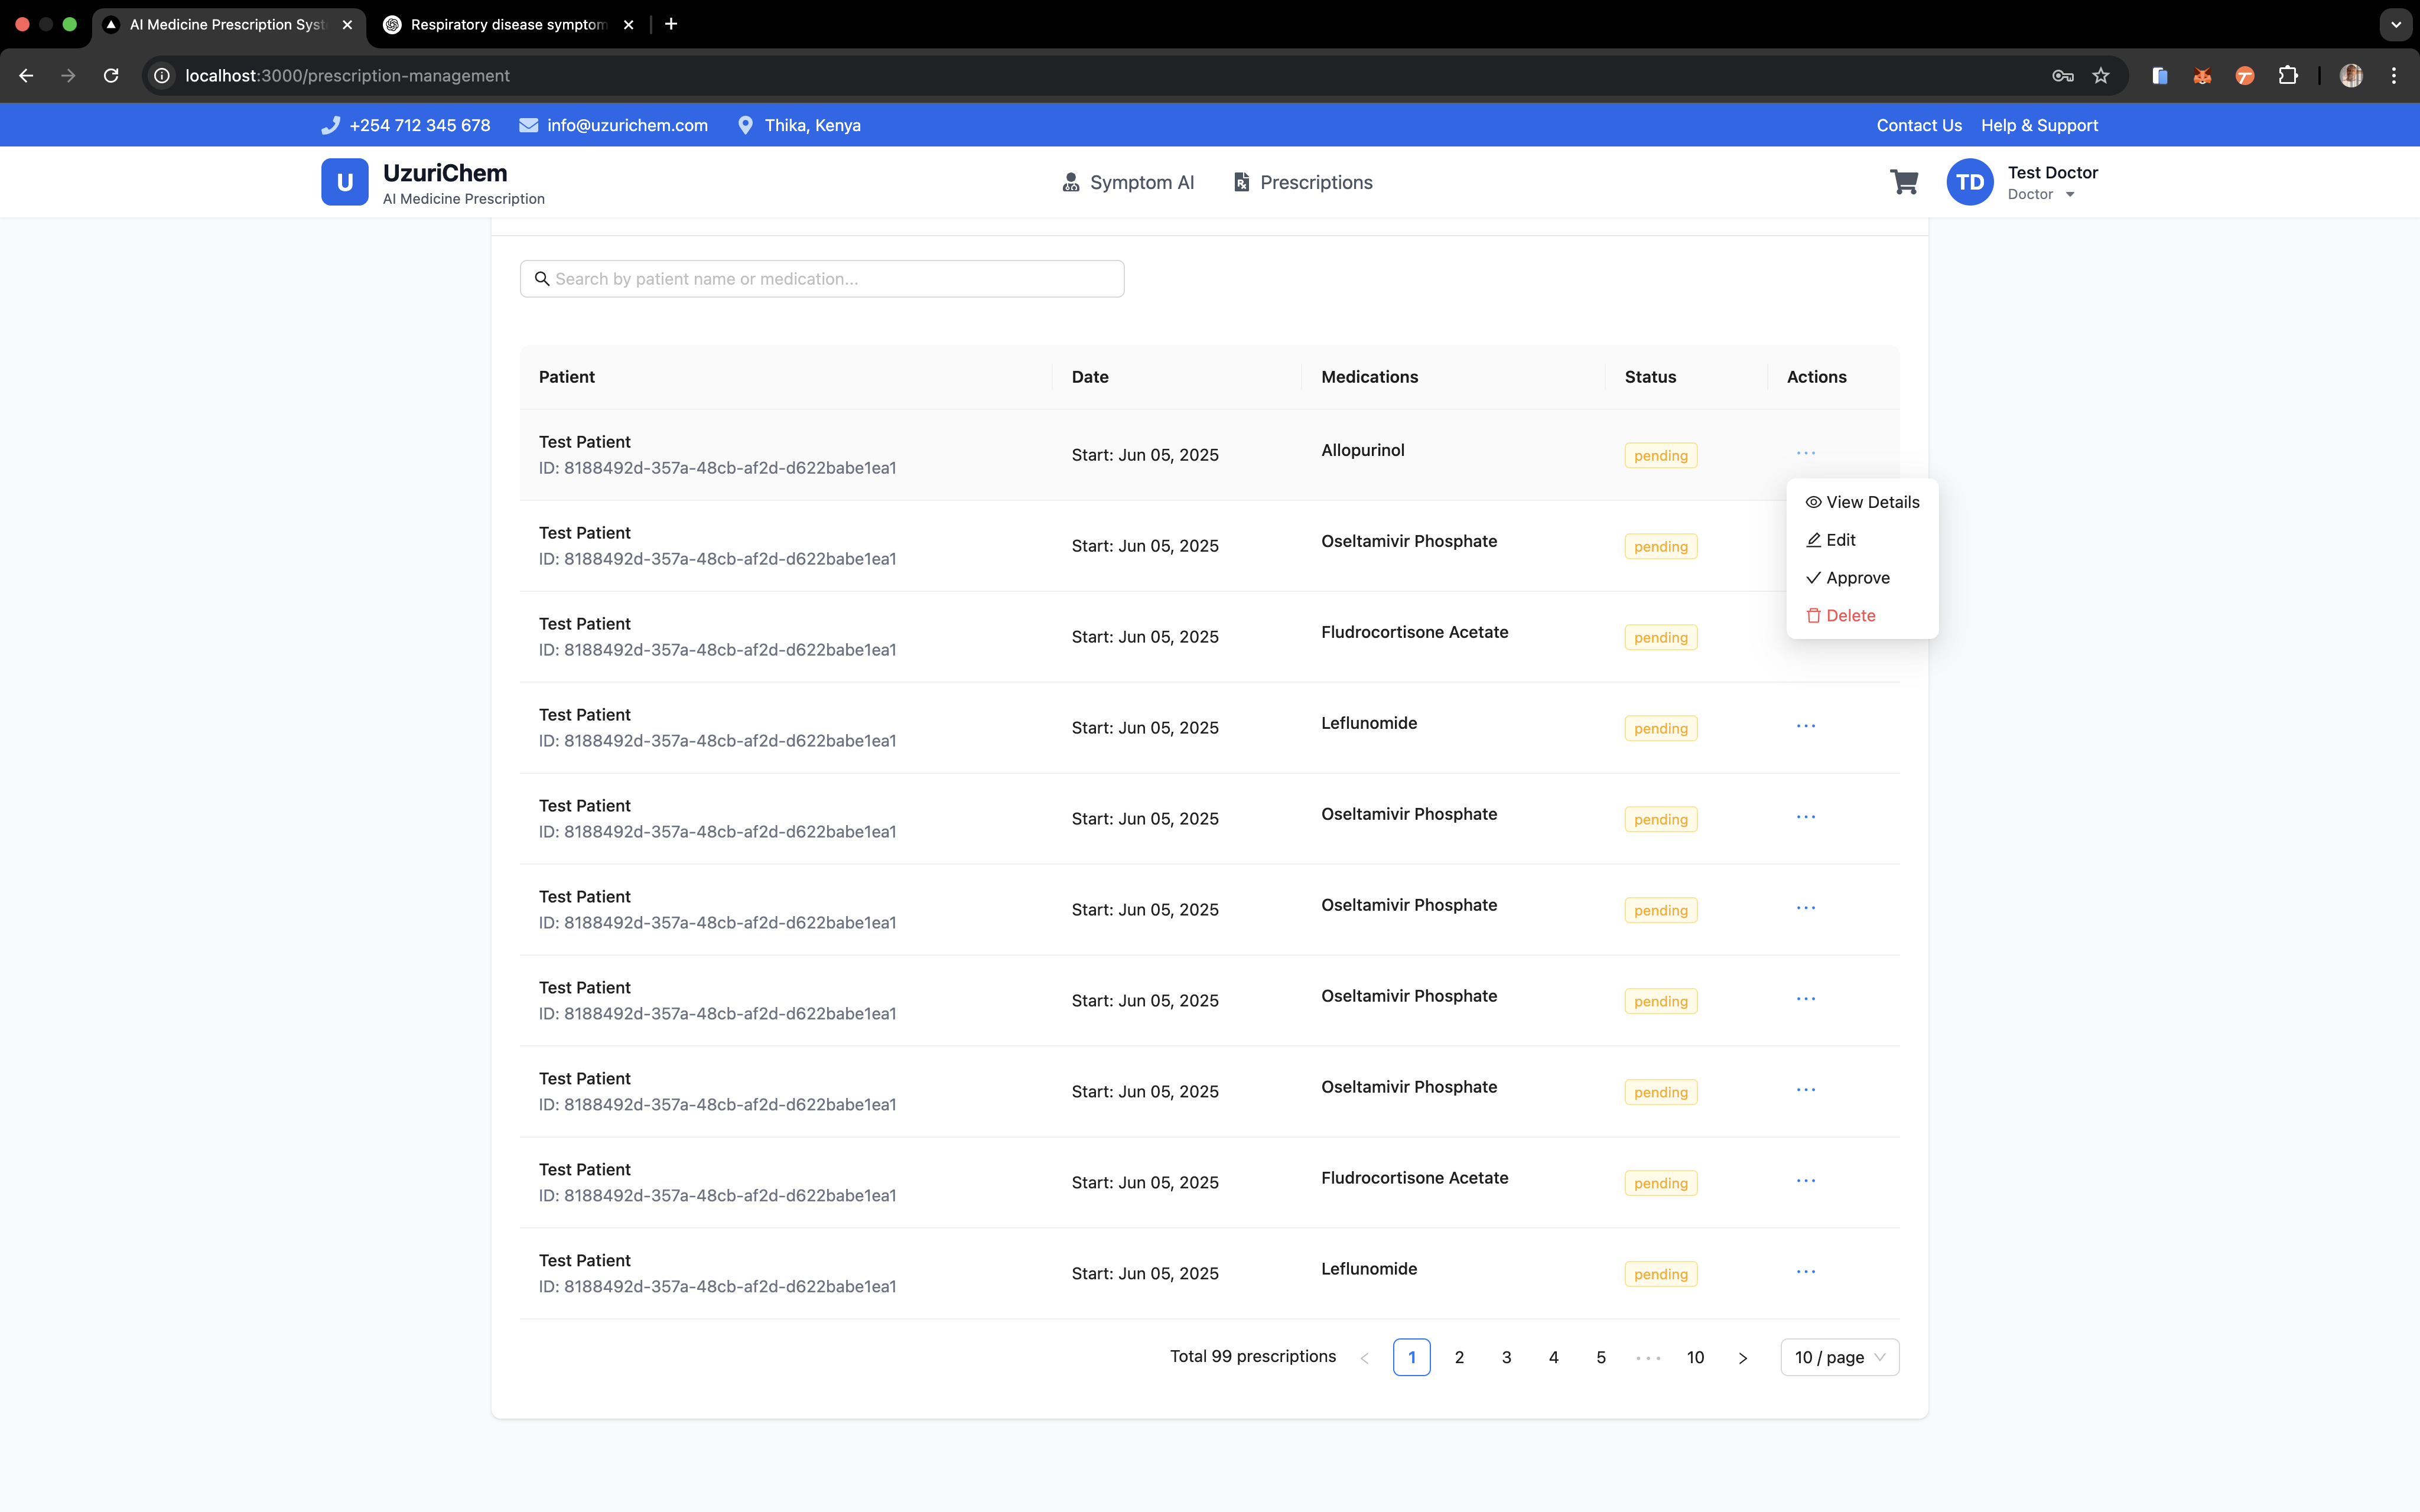 AI Medicine Prescription Syst
Respiratory disease symptom
localhost:3000/prescription-management
+254 712 345 678 info@uzurichem.com Thika, Kenya Contact Us Help & Support
U UzuriChem
AI Medicine Prescription
Symptom AI Prescriptions
TD Test Doctor
Doctor
Search by patient name or medication...
Patient Date Medications Status Actions
Test Patient
ID: 8188492d-357a-48cb-af2d-d622babe1ea1
Start: Jun 05, 2025 Allopurinol pending ...
View Details
Edit
Approve
Delete
Test Patient
ID: 8188492d-357a-48cb-af2d-d622babe1ea1
Start: Jun 05, 2025 Oseltamivir Phosphate pending
Test Patient
ID: 8188492d-357a-48cb-af2d-d622babe1ea1
Start: Jun 05, 2025 Fludrocortisone Acetate pending
Test Patient
ID: 8188492d-357a-48cb-af2d-d622babe1ea1
Start: Jun 05, 2025 Leflunomide pending ...
Test Patient
ID: 8188492d-357a-48cb-af2d-d622babe1ea1
Start: Jun 05, 2025 Oseltamivir Phosphate pending ...
Test Patient
ID: 8188492d-357a-48cb-af2d-d622babe1ea1
Start: Jun 05, 2025 Oseltamivir Phosphate pending ...
Test Patient
ID: 8188492d-357a-48cb-af2d-d622babe1ea1
Start: Jun 05, 2025 Oseltamivir Phosphate pending ...
Test Patient
ID: 8188492d-357a-48cb-af2d-d622babe1ea1
Start: Jun 05, 2025 Oseltamivir Phosphate pending ...
Test Patient
ID: 8188492d-357a-48cb-af2d-d622babe1ea1
Start: Jun 05, 2025 Fludrocortisone Acetate pending ...
Test Patient
ID: 8188492d-357a-48cb-af2d-d622babe1ea1
Start: Jun 05, 2025 Leflunomide pending ...
Total 99 prescriptions < 1 2 3 4 5 ... 10 > 10 / page